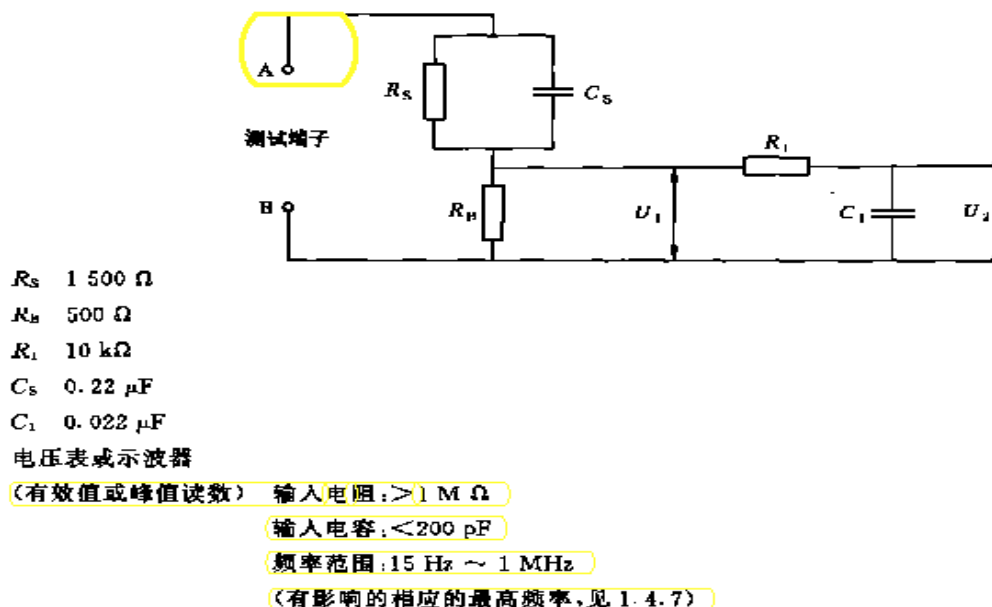 A
R_S
C_S
测试端子
R_1
B
R_B
U_1
C_1
U_2
R_S 1 500 Ω
R_B 500 Ω
R_1 10 kΩ
C_S 0.22 μF
C_1 0.022 μF
电压表或示波器
(有效值或峰值读数) 输入电阻:>1 M Ω
输入电容:<200 pF
频率范围:15 Hz ~ 1 MHz
(有影响的相应的最高频率,见 1.4.7)